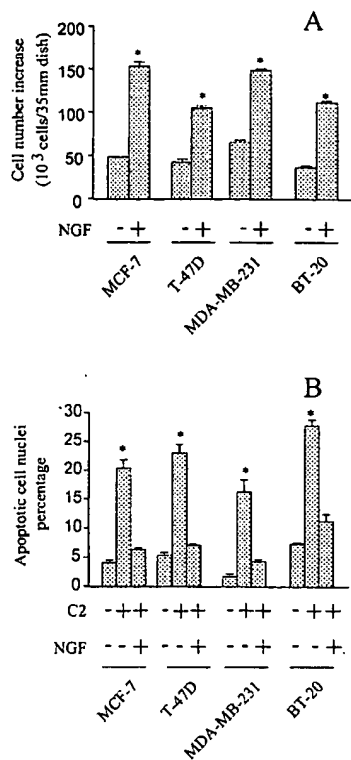 A
Cell number increase
(10³ cells/35mm dish)
200
150
100
50
0
* * * *
NGF - + - + - + - +
MCF-7 T-47D MDA-MB-231 BT-20
B
Apoptotic cell nuclei
percentage
30
25
20
15
10
5
0
* * * *
C2 - + + - + + - + + - + +
NGF - - + - - + - - + - - +
MCF-7 T-47D MDA-MB-231 BT-20